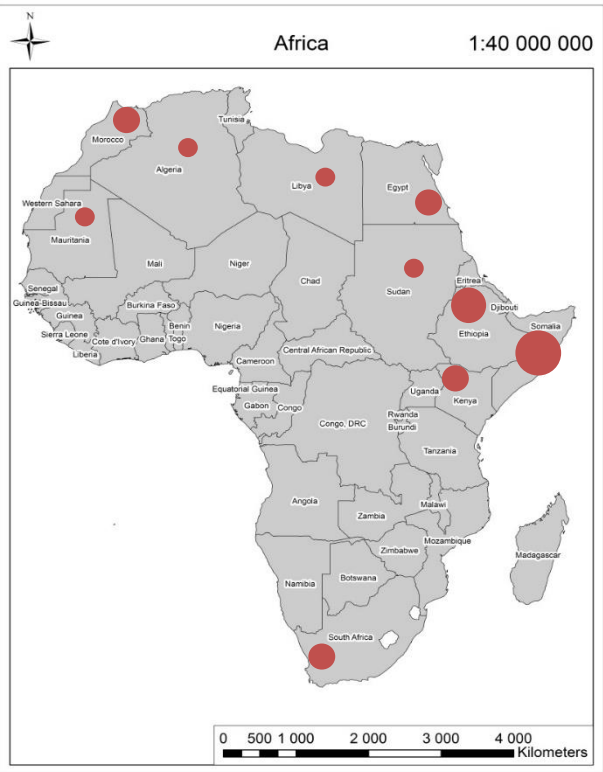 N
Africa
1:40 000 000
Tunisia
Morocco
Algeria
Libya
Egypt
Western Sahara
Mauritania
Mali
Niger
Chad
Sudan
Eritrea
Senegal
Guinea-Bissau
Burkina Faso
Djibouti
Guinea
Somalia
Benin
Nigeria
Ethiopia
Sierra Leone
Cote d'Ivory
Ghana
Togo
Liberia
Central African Republic
Cameroon
Equatorial Guinea
Uganda
Kenya
Gabon
Congo
Rwanda
Congo, DRC
Burundi
Tanzania
Angola
Malawi
Zambia
Mozambique
Zimbabwe
Madagascar
Namibia
Botswana
South Africa
0 500 1 000 2 000 3 000 4 000
Kilometers